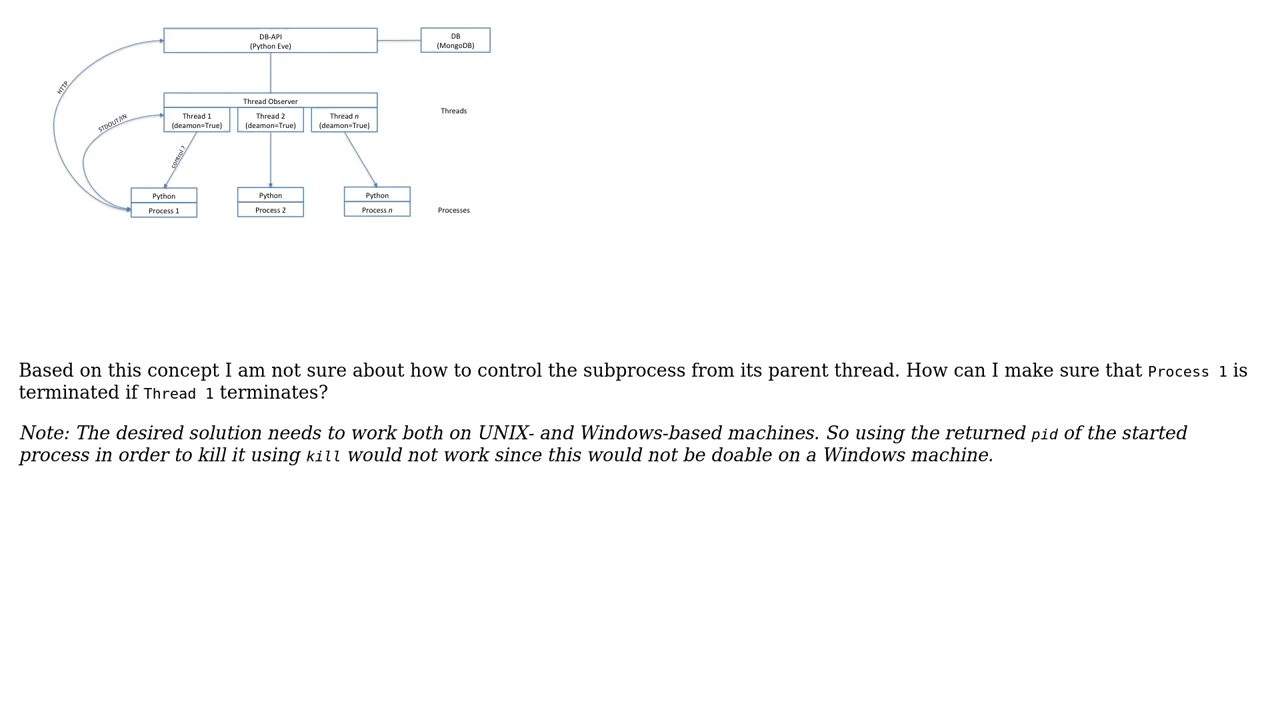 DB-API
(Python Eve)
DB
(MongoDB)
HTTP
Thread Observer
Threads
STDOUT/IN
Thread 1
(deamon=True)
Thread 2
(deamon=True)
Thread n
(deamon=True)
control ?
Python
Process 1
Python
Process 2
Python
Process n
Processes
Based on this concept I am not sure about how to control the subprocess from its parent thread. How can I make sure that Process 1 is
terminated if Thread 1 terminates?
Note: The desired solution needs to work both on UNIX- and Windows-based machines. So using the returned pid of the started
process in order to kill it using kill would not work since this would not be doable on a Windows machine.